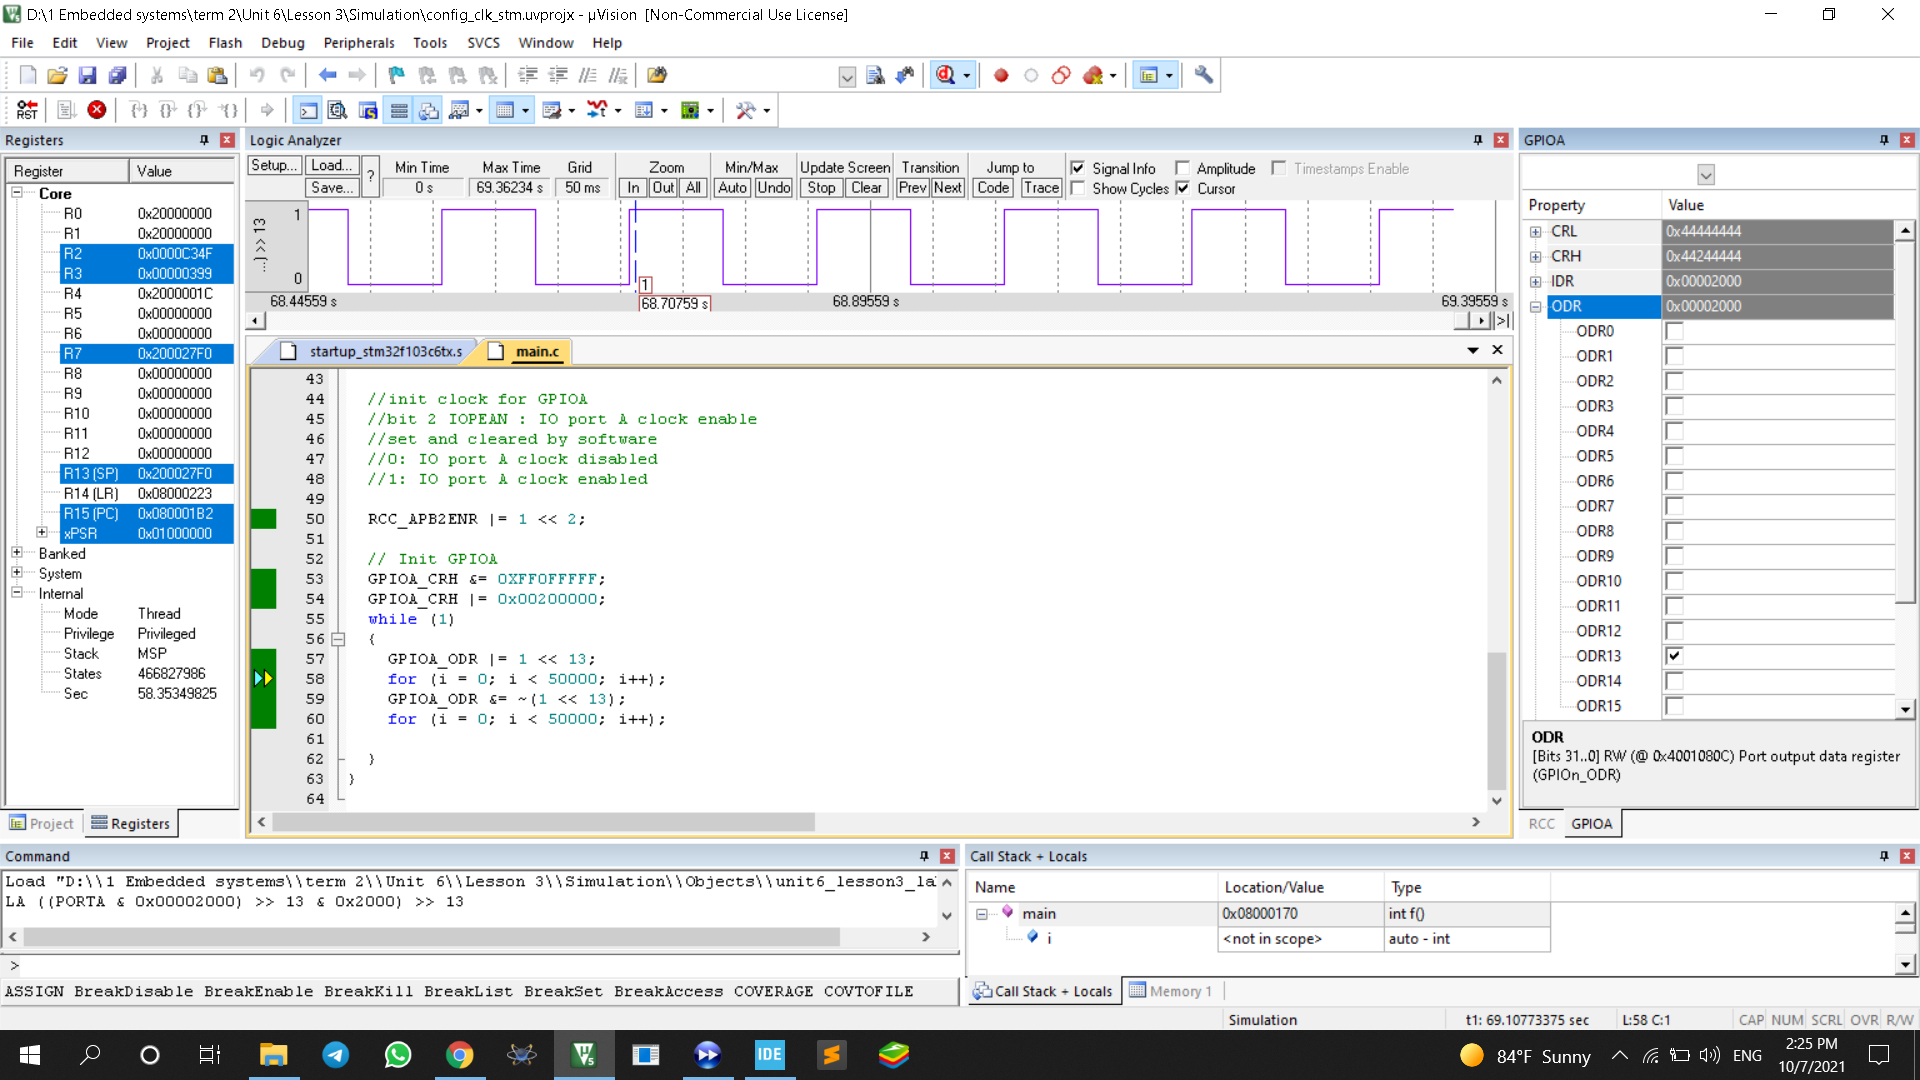 D:\1 Embedded systems\term 2\Unit 6\Lesson 3\Simulation\config_clk_stm.uvprojx - µVision [Non-Commercial Use License]
File Edit View Project Flash Debug Peripherals Tools SVCS Window Help
RST
Registers
Register Value
Core
R0 0x20000000
R1 0x20000000
R2 0x0000C34F
R3 0x00000399
R4 0x2000001C
R5 0x00000000
R6 0x00000000
R7 0x200027F0
R8 0x00000000
R9 0x00000000
R10 0x00000000
R11 0x00000000
R12 0x00000000
R13 (SP) 0x200027F0
R14 (LR) 0x08000223
R15 (PC) 0x080001B2
xPSR 0x01000000
Banked
System
Internal
Mode Thread
Privilege Privileged
Stack MSP
States 466827986
Sec 58.35349825
Project Registers
Logic Analyzer
Setup... Load... Save... ?
Min Time Max Time Grid Zoom Min/Max Update Screen Transition Jump to
0 s 69.36234 s 50 ms In Out All Auto Undo Stop Clear Prev Next Code Trace
Signal Info Amplitude Timestamps Enable
Show Cycles Cursor
...) >> 13
1
0
1
68.44559 s 68.70759 s 68.89559 s 69.39559 s
startup_stm32f103c6tx.s main.c
43
44 //init clock for GPIOA
45 //bit 2 IOPEAN : IO port A clock enable
46 //set and cleared by software
47 //0: IO port A clock disabled
48 //1: IO port A clock enabled
49
50 RCC_APB2ENR |= 1 << 2;
51
52 // Init GPIOA
53 GPIOA_CRH &= 0XFF0FFFFF;
54 GPIOA_CRH |= 0x00200000;
55 while (1)
56 {
57 GPIOA_ODR |= 1 << 13;
58 for (i = 0; i < 50000; i++);
59 GPIOA_ODR &= ~(1 << 13);
60 for (i = 0; i < 50000; i++);
61
62 }
63 }
64
GPIOA
Property Value
CRL 0x44444444
CRH 0x44244444
IDR 0x00002000
ODR 0x00002000
ODR0
ODR1
ODR2
ODR3
ODR4
ODR5
ODR6
ODR7
ODR8
ODR9
ODR10
ODR11
ODR12
ODR13
ODR14
ODR15
ODR
[Bits 31..0] RW (@ 0x4001080C) Port output data register
(GPIOn_ODR)
RCC GPIOA
Command
Load "D:\\1 Embedded systems\\term 2\\Unit 6\\Lesson 3\\Simulation\\Objects\\unit6_lesson3_la
LA ((PORTA & 0x00002000) >> 13 & 0x2000) >> 13
>
ASSIGN BreakDisable BreakEnable BreakKill BreakList BreakSet BreakAccess COVERAGE COVTOFILE
Call Stack + Locals
Name Location/Value Type
main 0x08000170 int f()
i <not in scope> auto - int
Call Stack + Locals Memory 1
Simulation t1: 69.10773375 sec L:58 C:1 CAP NUM SCRL OVR R/W
IDE
84°F Sunny ENG
2:25 PM
10/7/2021